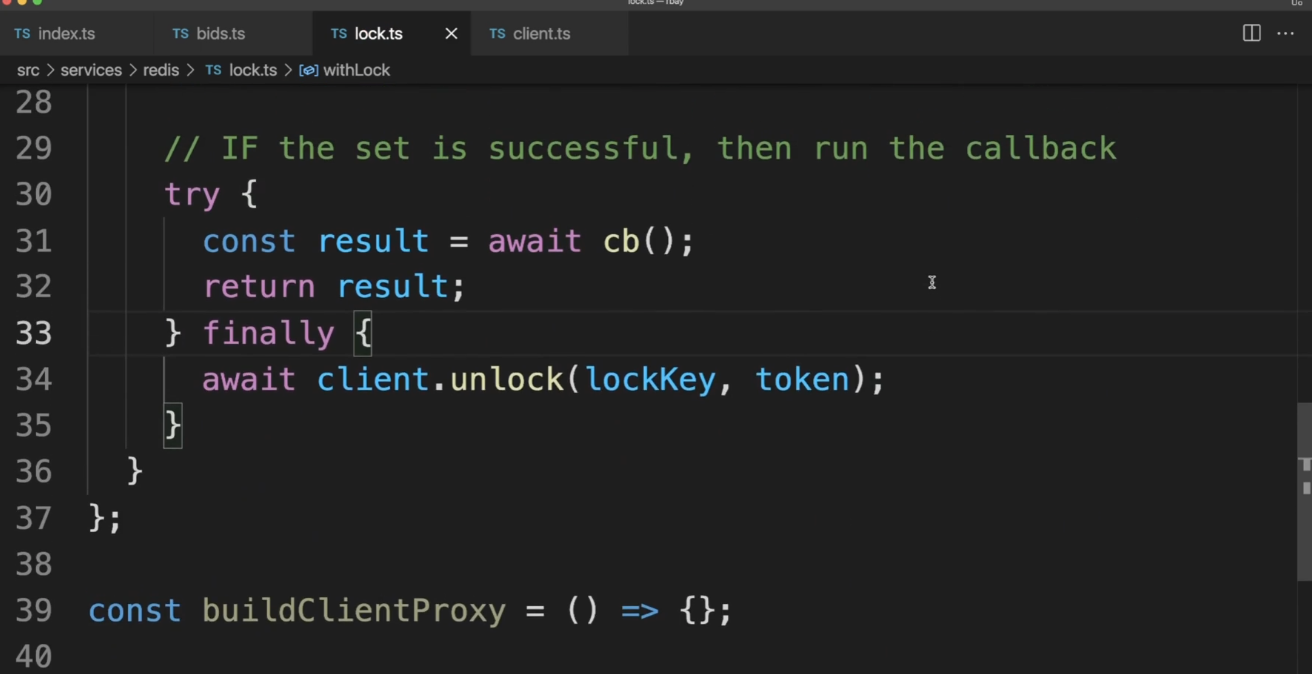 lock.ts — rbay
TS index.ts TS bids.ts TS lock.ts TS client.ts
src > services > redis > TS lock.ts > withLock
28
29 // IF the set is successful, then run the callback
30 try {
31 const result = await cb();
32 return result;
33 } finally {
34 await client.unlock(lockKey, token);
35 }
36 }
37 };
38
39 const buildClientProxy = () => {};
40